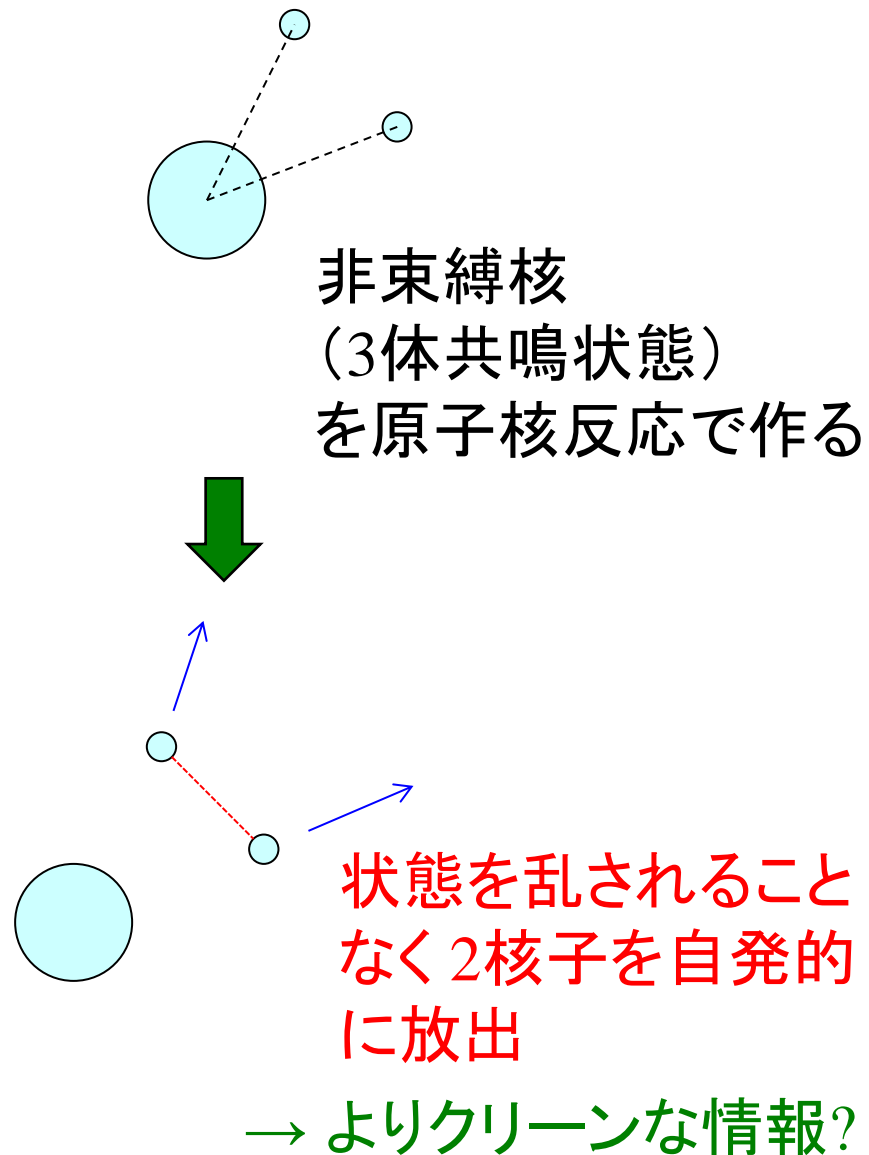 非束縛核
（3体共鳴状態）
を原子核反応で作る
状態を乱されること
なく2核子を自発的
に放出
→ よりクリーンな情報?